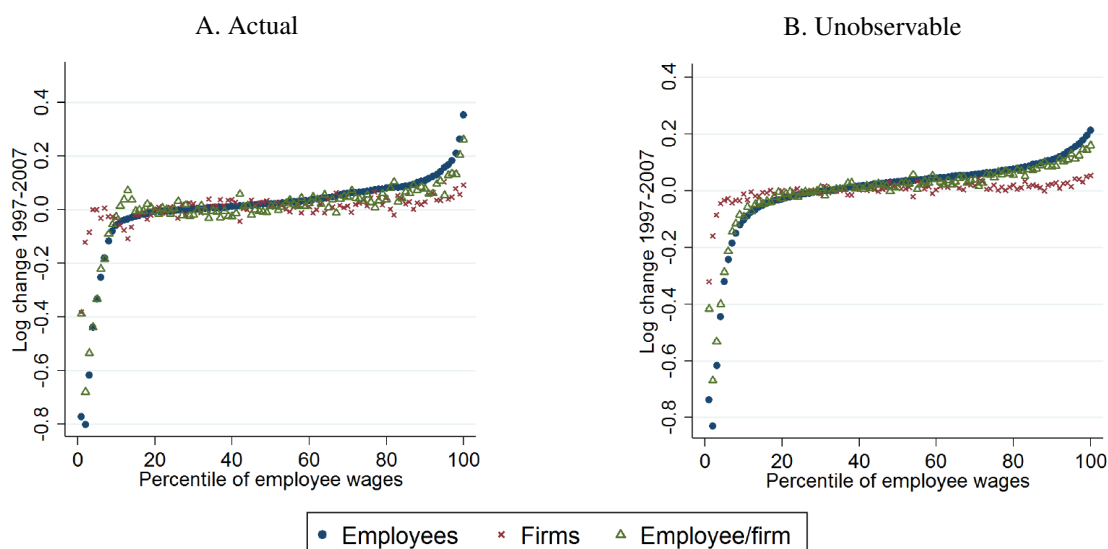 A. Actual
B. Unobservable
Log change 1997-2007
0.4
0.2
0.0
-0.2
-0.4
-0.6
-0.8
0 20 40 60 80 100
Percentile of employee wages
Log change 1997-2007
0.4
0.2
0.0
-0.2
-0.4
-0.6
-0.8
0 20 40 60 80 100
Percentile of employee wages
Employees Firms Employee/firm